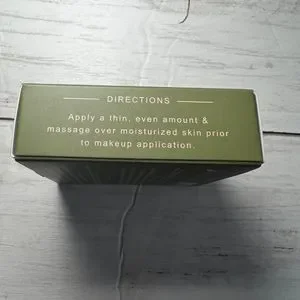 DIRECTIONS
Apply a thin, even amount &
massage over moisturized skin prior
to makeup application.